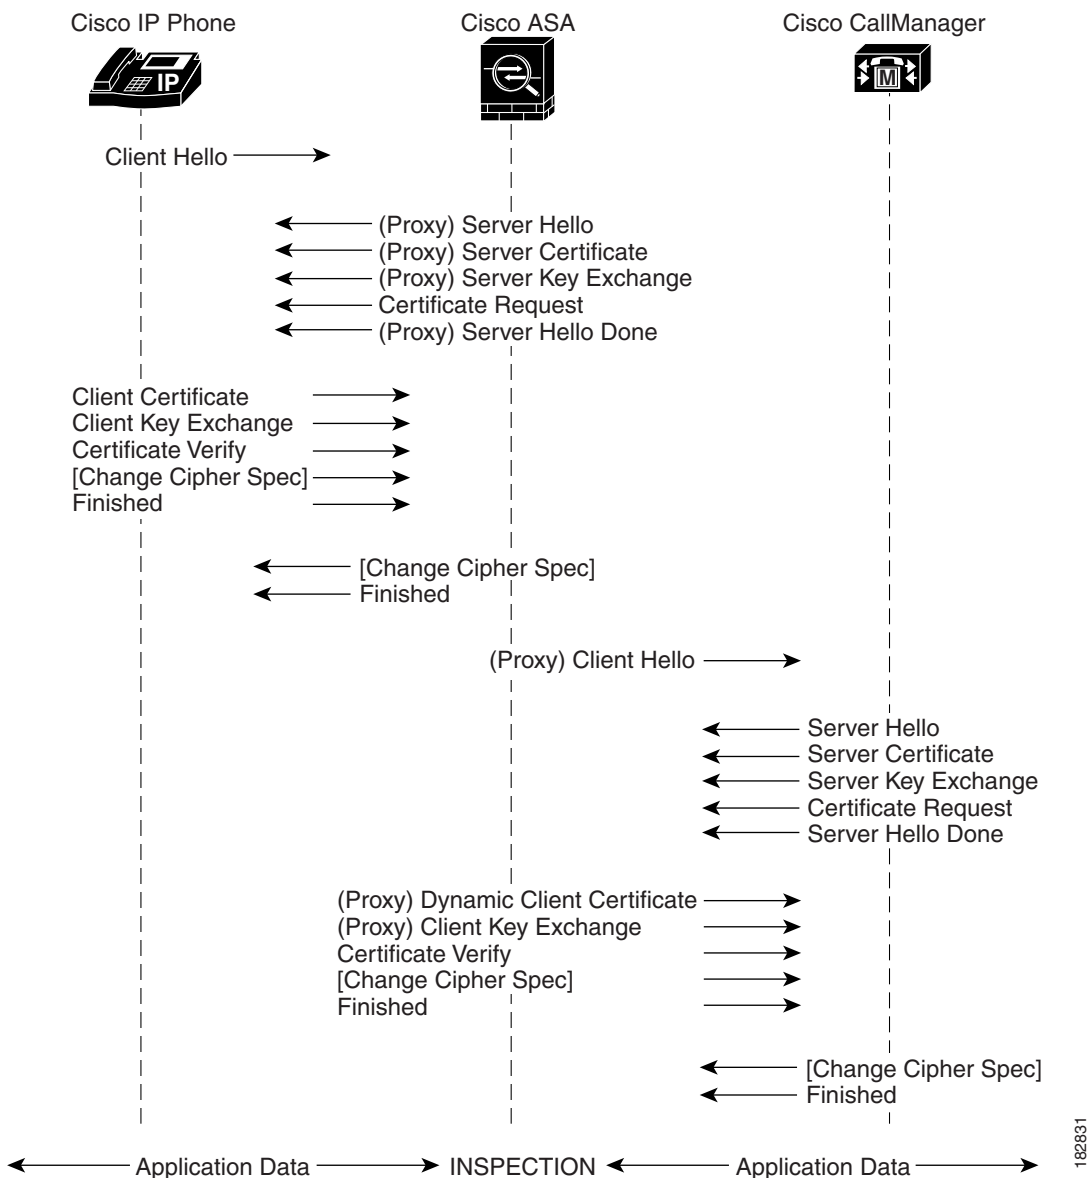 Cisco IP Phone
Cisco ASA
Cisco CallManager
IP
M
Client Hello
(Proxy) Server Hello
(Proxy) Server Certificate
(Proxy) Server Key Exchange
Certificate Request
(Proxy) Server Hello Done
Client Certificate
Client Key Exchange
Certificate Verify
[Change Cipher Spec]
Finished
[Change Cipher Spec]
Finished
(Proxy) Client Hello
Server Hello
Server Certificate
Server Key Exchange
Certificate Request
Server Hello Done
(Proxy) Dynamic Client Certificate
(Proxy) Client Key Exchange
Certificate Verify
[Change Cipher Spec]
Finished
[Change Cipher Spec]
Finished
Application Data
INSPECTION
Application Data
182831